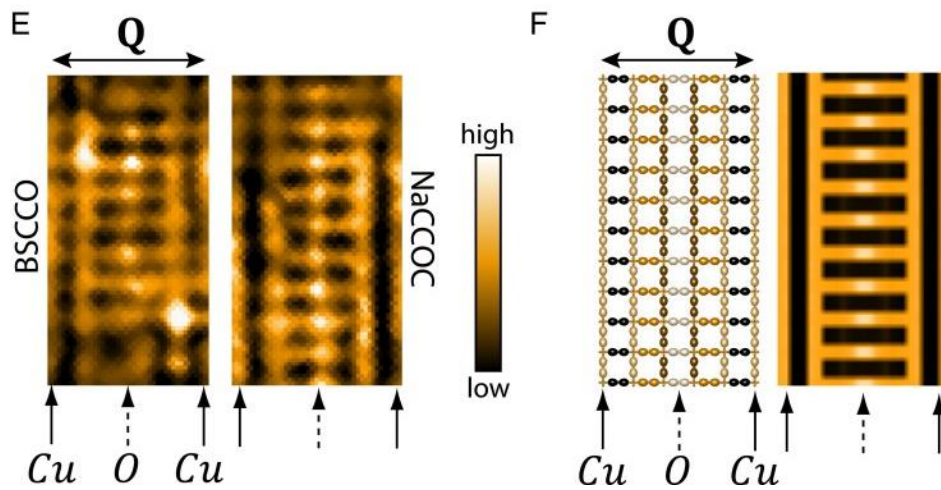 E
Q
BSCCO
NaCCOC
high
low
Cu O Cu
F
Q
Cu O Cu